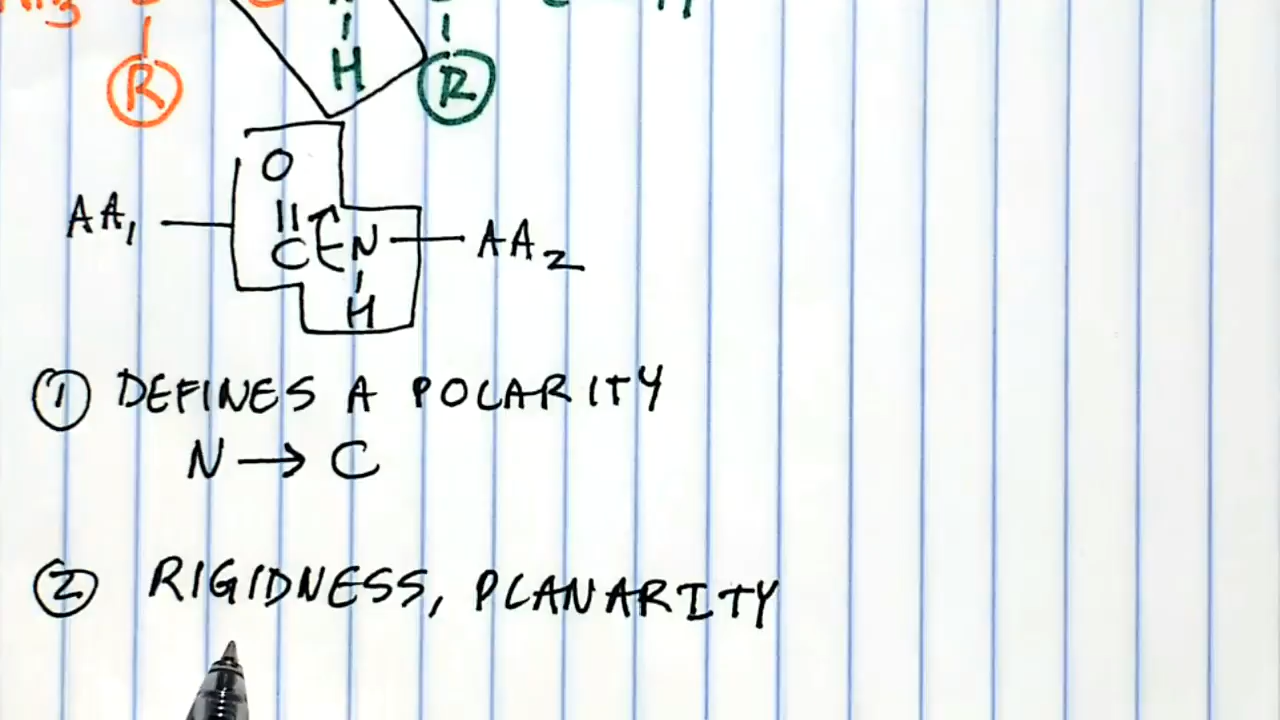 H
R R
O
||
AA1 — C N — AA2
H
① DEFINES A POLARITY
N → C
② RIGIDNESS, PLANARITY